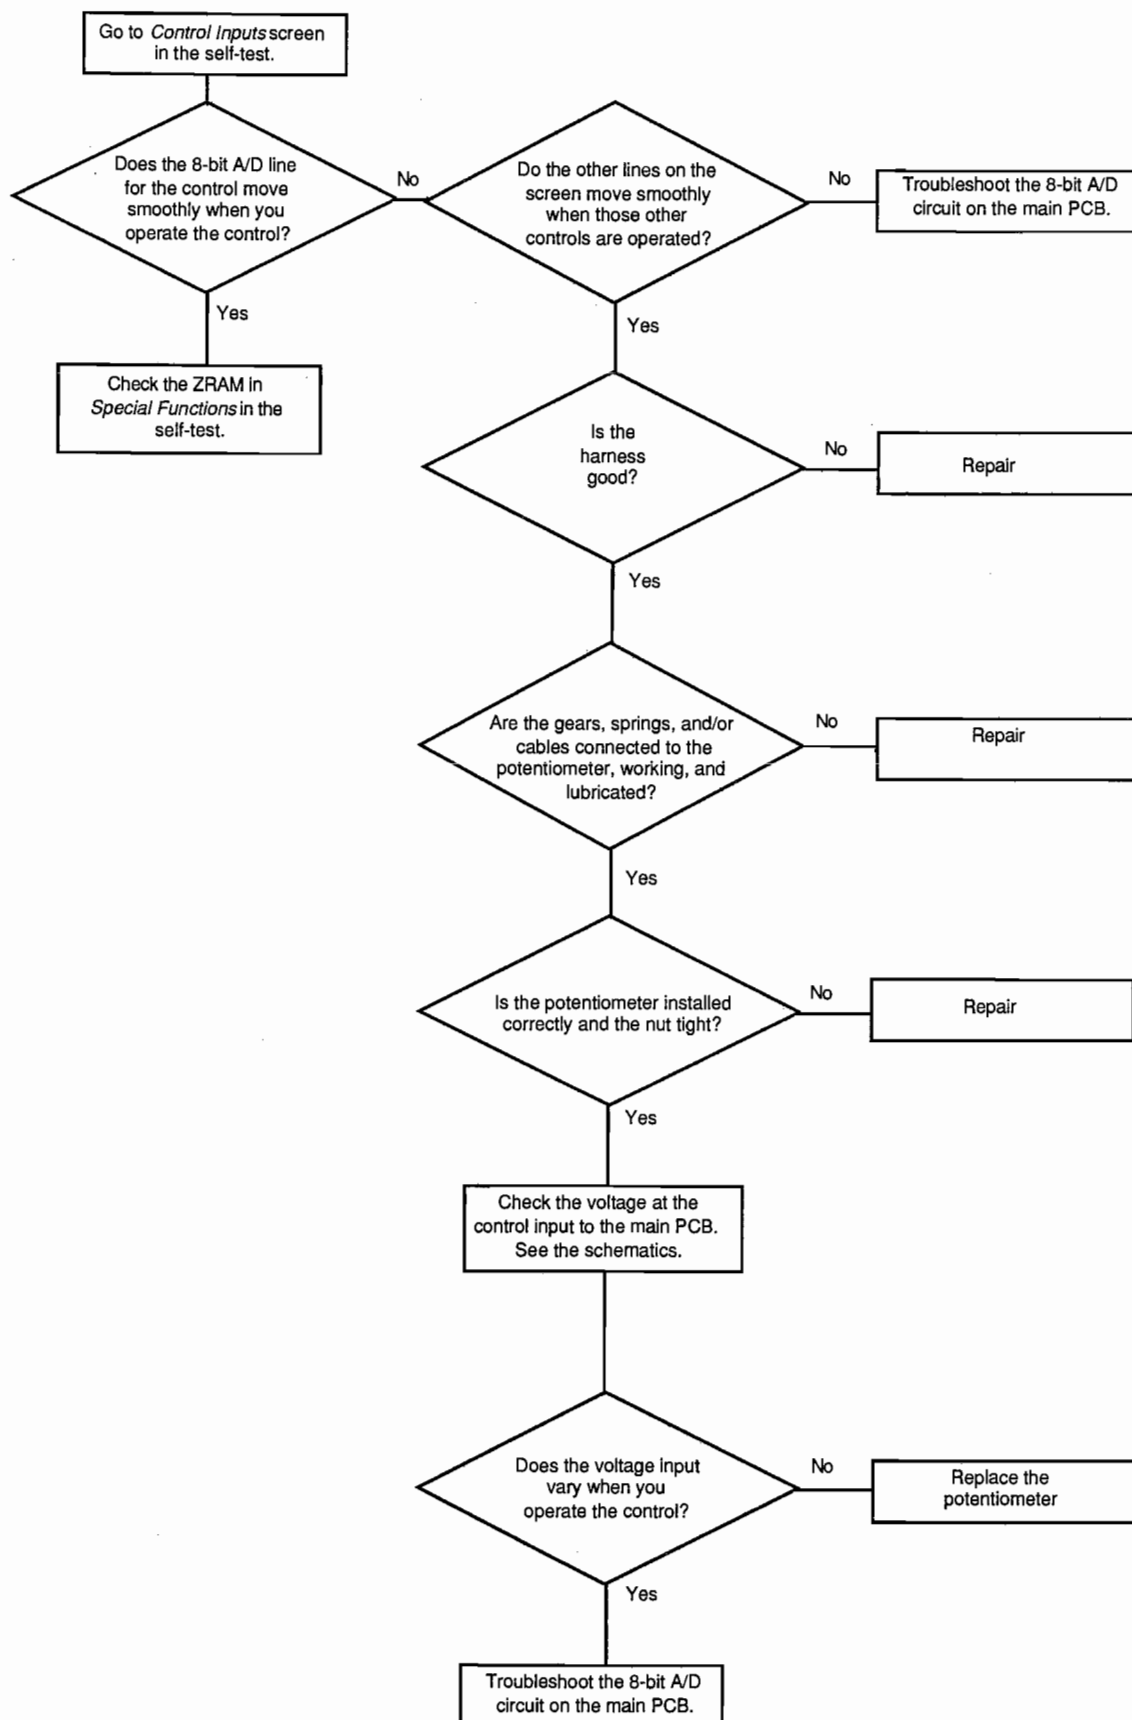 Go to Control Inputs screen
in the self-test.
Does the 8-bit A/D line
for the control move
smoothly when you
operate the control?
No
Do the other lines on the
screen move smoothly
when those other
controls are operated?
No
Troubleshoot the 8-bit A/D
circuit on the main PCB.
Yes
Check the ZRAM in
Special Functions in the
self-test.
Yes
Is the
harness
good?
No
Repair
Yes
Are the gears, springs, and/or
cables connected to the
potentiometer, working, and
lubricated?
No
Repair
Yes
Is the potentiometer installed
correctly and the nut tight?
No
Repair
Yes
Check the voltage at the
control input to the main PCB.
See the schematics.
Does the voltage input
vary when you
operate the control?
No
Replace the
potentiometer
Yes
Troubleshoot the 8-bit A/D
circuit on the main PCB.